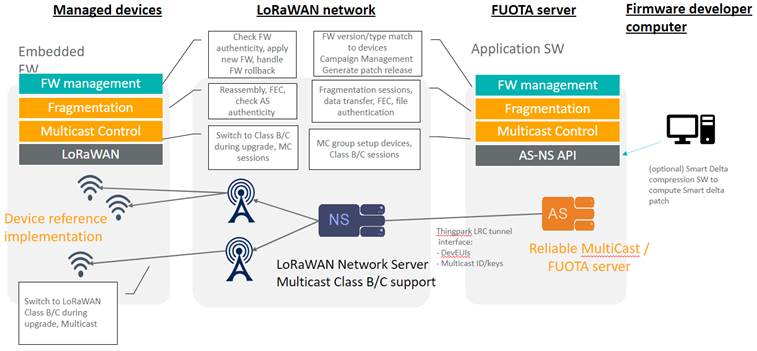 Managed devices
LoRaWAN network
FUOTA server
Firmware developer
computer
Embedded
FW
FW management
Fragmentation
Multicast Control
LoRaWAN
Check FW
authenticity, apply
new FW, handle
FW rollback
Reassembly, FEC,
check AS
authenticity
Switch to Class B/C
during upgrade, MC
sessions
FW version/type match
to devices
Campaign Management
Generate patch release
Fragmentation sessions,
data transfer, FEC, file
authentication
MC group setup devices,
Class B/C sessions
Application SW
FW management
Fragmentation
Multicast Control
AS-NS API
(optional) Smart Delta
compression SW to
compute Smart delta
patch
Device reference
implementation
NS
AS
Thingpark LRC tunnel
interface:
- DevEUIs
- Multicast ID/keys
Reliable MultiCast /
FUOTA server
LoRaWAN Network Server
Multicast Class B/C support
Switch to LoRaWAN
Class B/C during
upgrade, Multicast